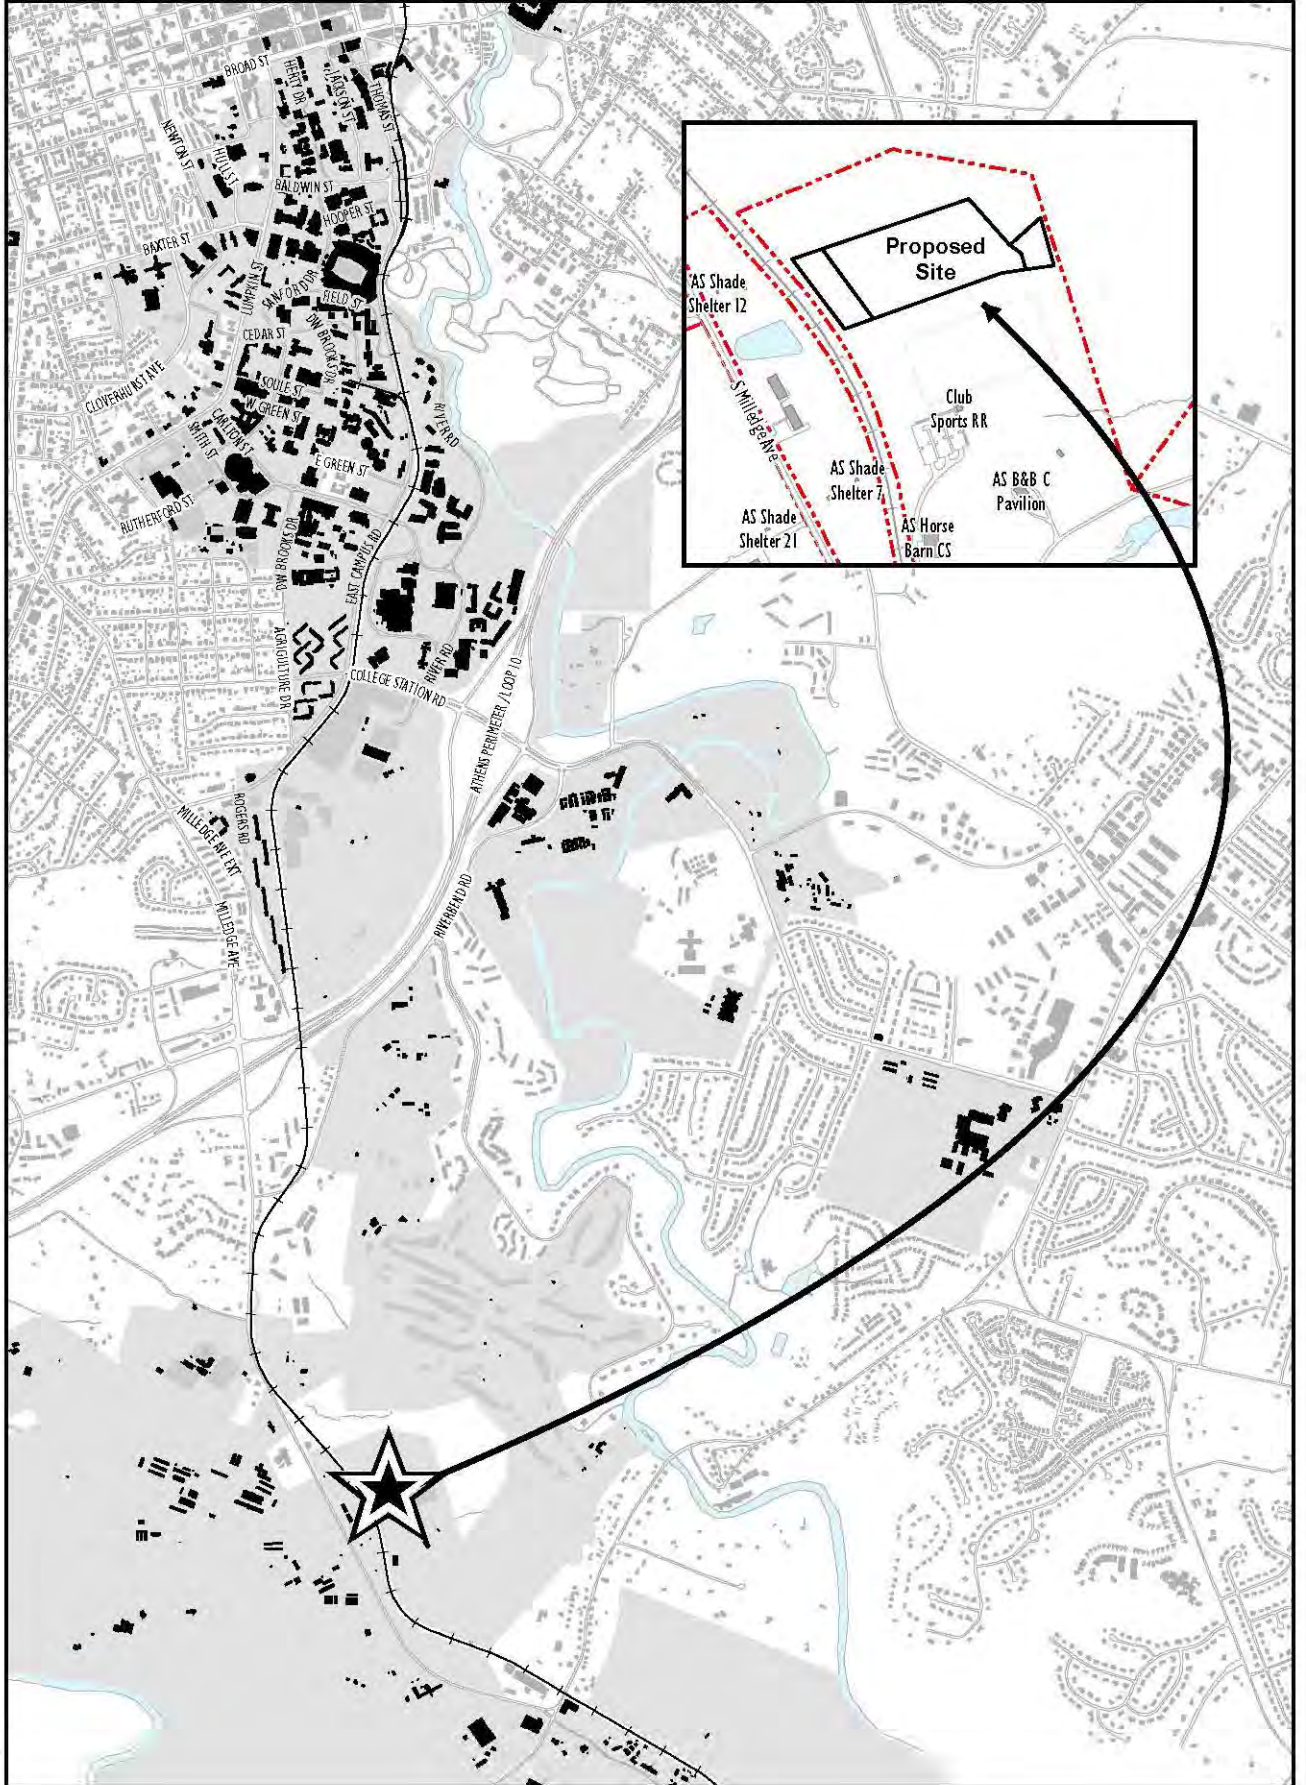 BROAD ST
HERTY DR
JACKSON ST
THOMAS ST
NEWTON ST
HULL ST
BALDWIN ST
HOOPER ST
BAXTER ST
LUMPKIN ST
SANFORD DR
FIELD ST
CEDAR ST
DW BROOKS DR
CLOVERHURST AVE
SOULE ST
W GREEN ST
CARLTON ST
SMITH ST
RIVER RD
E GREEN ST
RUTHERFORD ST
DW BROOKS DR
EAST CAMPUS RD
AGRICULTURE DR
RIVER RD
COLLEGE STATION RD
ATHENS PERIMETER / LOOP 10
ROGERS RD
MILLEDGE AVE EXT
MILLEDGE AVE
RIVERBEND RD
Proposed
Site
AS Shade
Shelter 12
S Milledge Ave
Club
Sports RR
AS Shade
Shelter 7
AS B&B C
Pavilion
AS Shade
Shelter 21
AS Horse
Barn CS